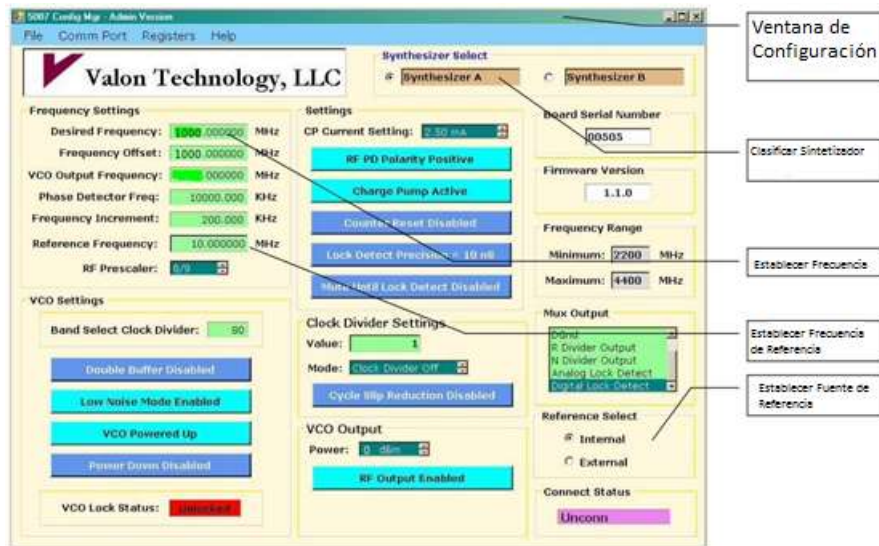 5007 Config Mgr - Admin Version
File Comm Port Registers Help
Valon Technology, LLC
Synthesizer Select
Synthesizer A
Synthesizer B
Frequency Settings
Desired Frequency: 1000.000000 MHz
Frequency Offset: 1000.000000 MHz
VCO Output Frequency: .000000 MHz
Phase Detector Freq: 10000.000 KHz
Frequency Increment: 200.000 KHz
Reference Frequency: 10.000000 MHz
RF Prescaler: 8/9
VCO Settings
Band Select Clock Divider: 80
Double Buffer Disabled
Low Noise Mode Enabled
VCO Powered Up
Power Down Disabled
VCO Lock Status: Unlocked
Settings
CP Current Setting: 2.50 mA
RF PD Polarity Positive
Charge Pump Active
Counter Reset Disabled
Lock Detect Precision = 10 nS
Mute Until Lock Detect Disabled
Clock Divider Settings
Value: 1
Mode: Clock Divider Off
Cycle Slip Reduction Disabled
VCO Output
Power: 0 dBm
RF Output Enabled
Board Serial Number
00505
Firmware Version
1.1.0
Frequency Range
Minimum: 2200 MHz
Maximum: 4400 MHz
Mux Output
DGnd
R Divider Output
N Divider Output
Analog Lock Detect
Digital Lock Detect
Reference Select
Internal
External
Connect Status
Unconn
Ventana de
Configuración
Clasificar Sintetizador
Establecer Frecuencia
Establecer Frecuencia
de Referencia
Establecer Fuente de
Referencia